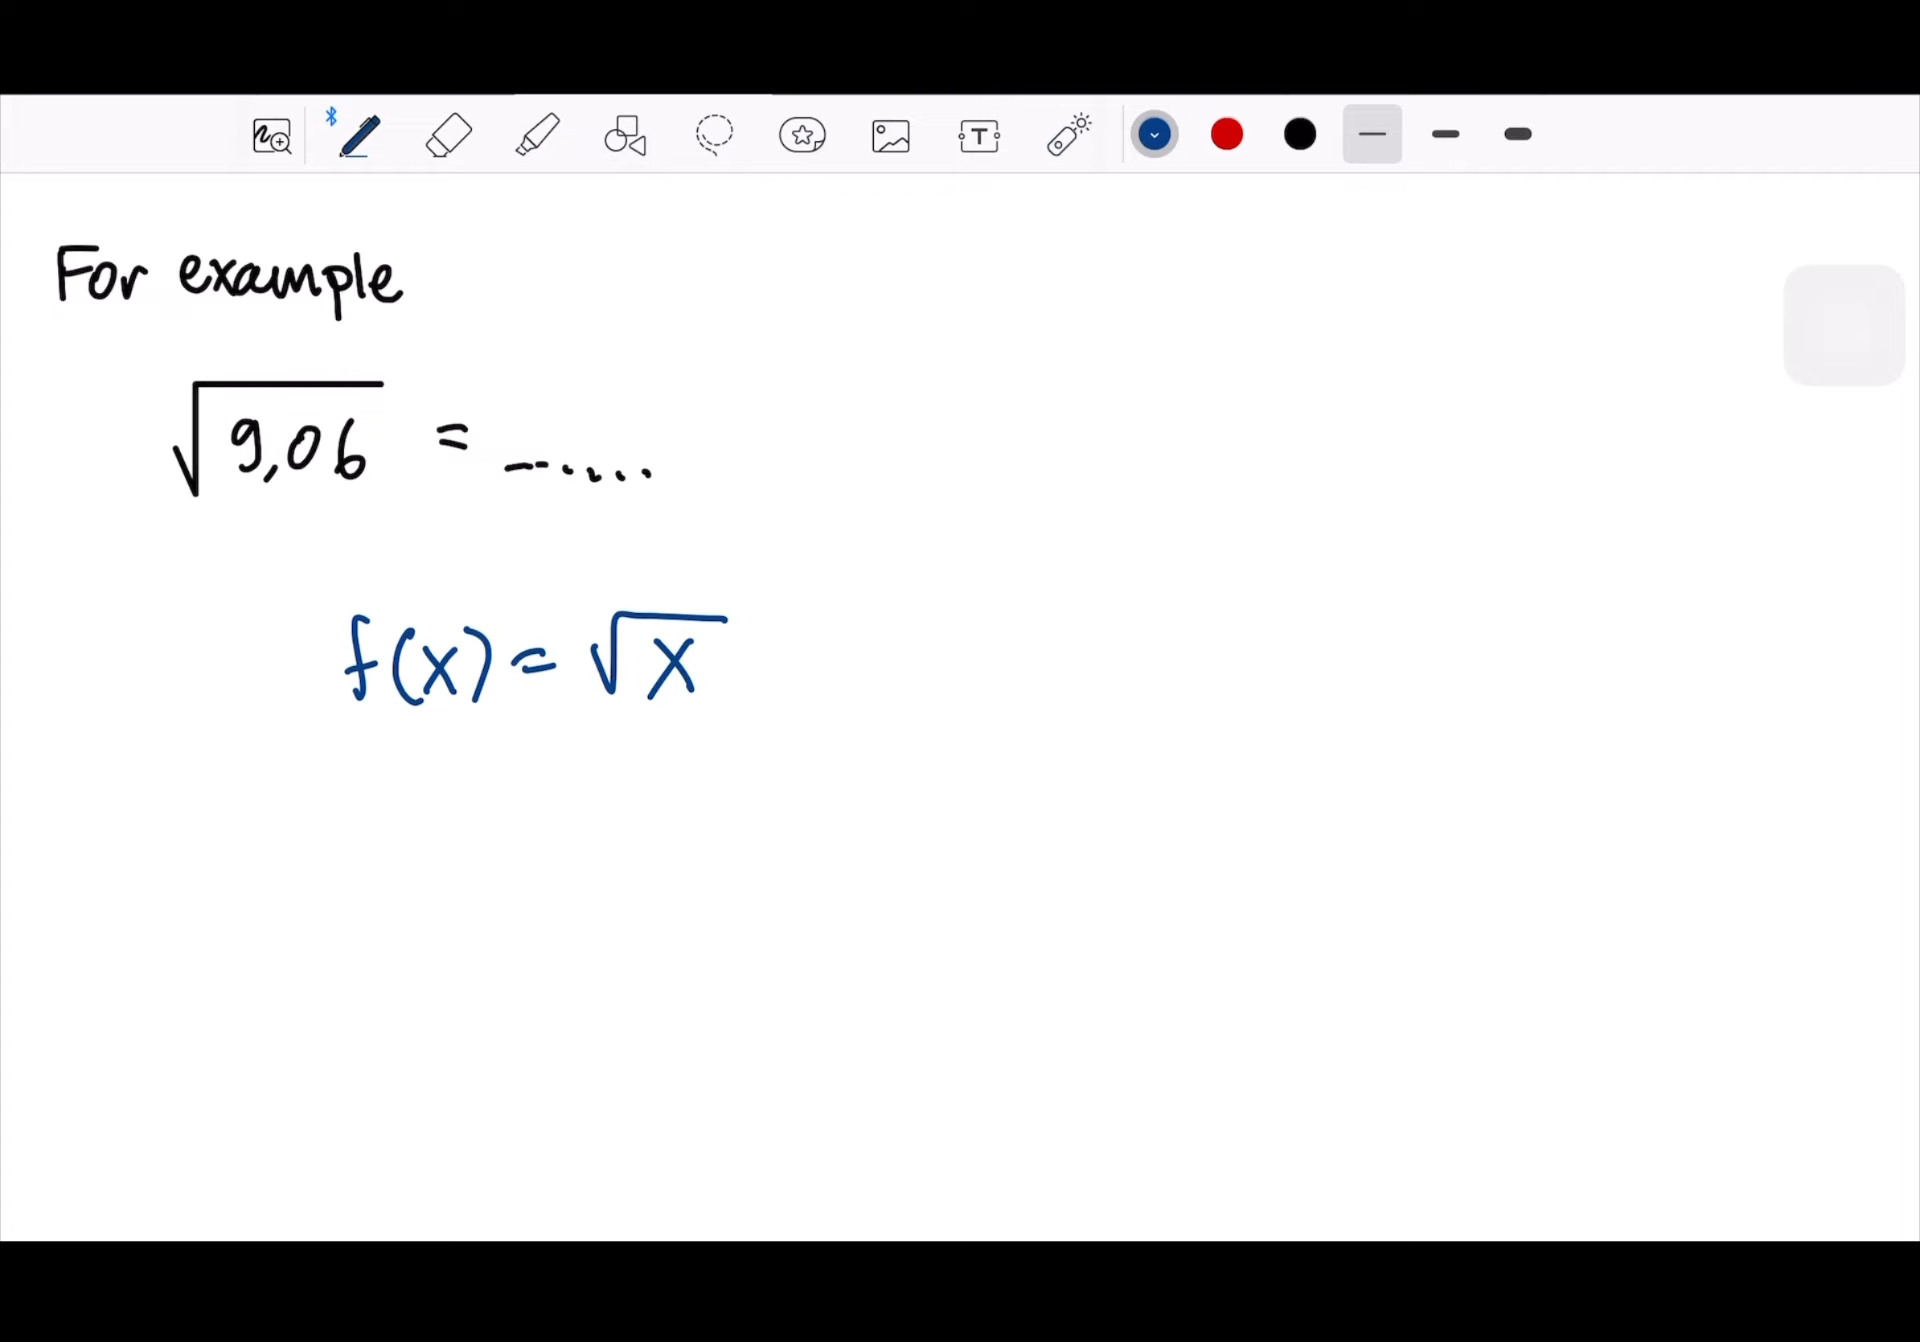 For example
√9,06 = ........
f(x) = √x